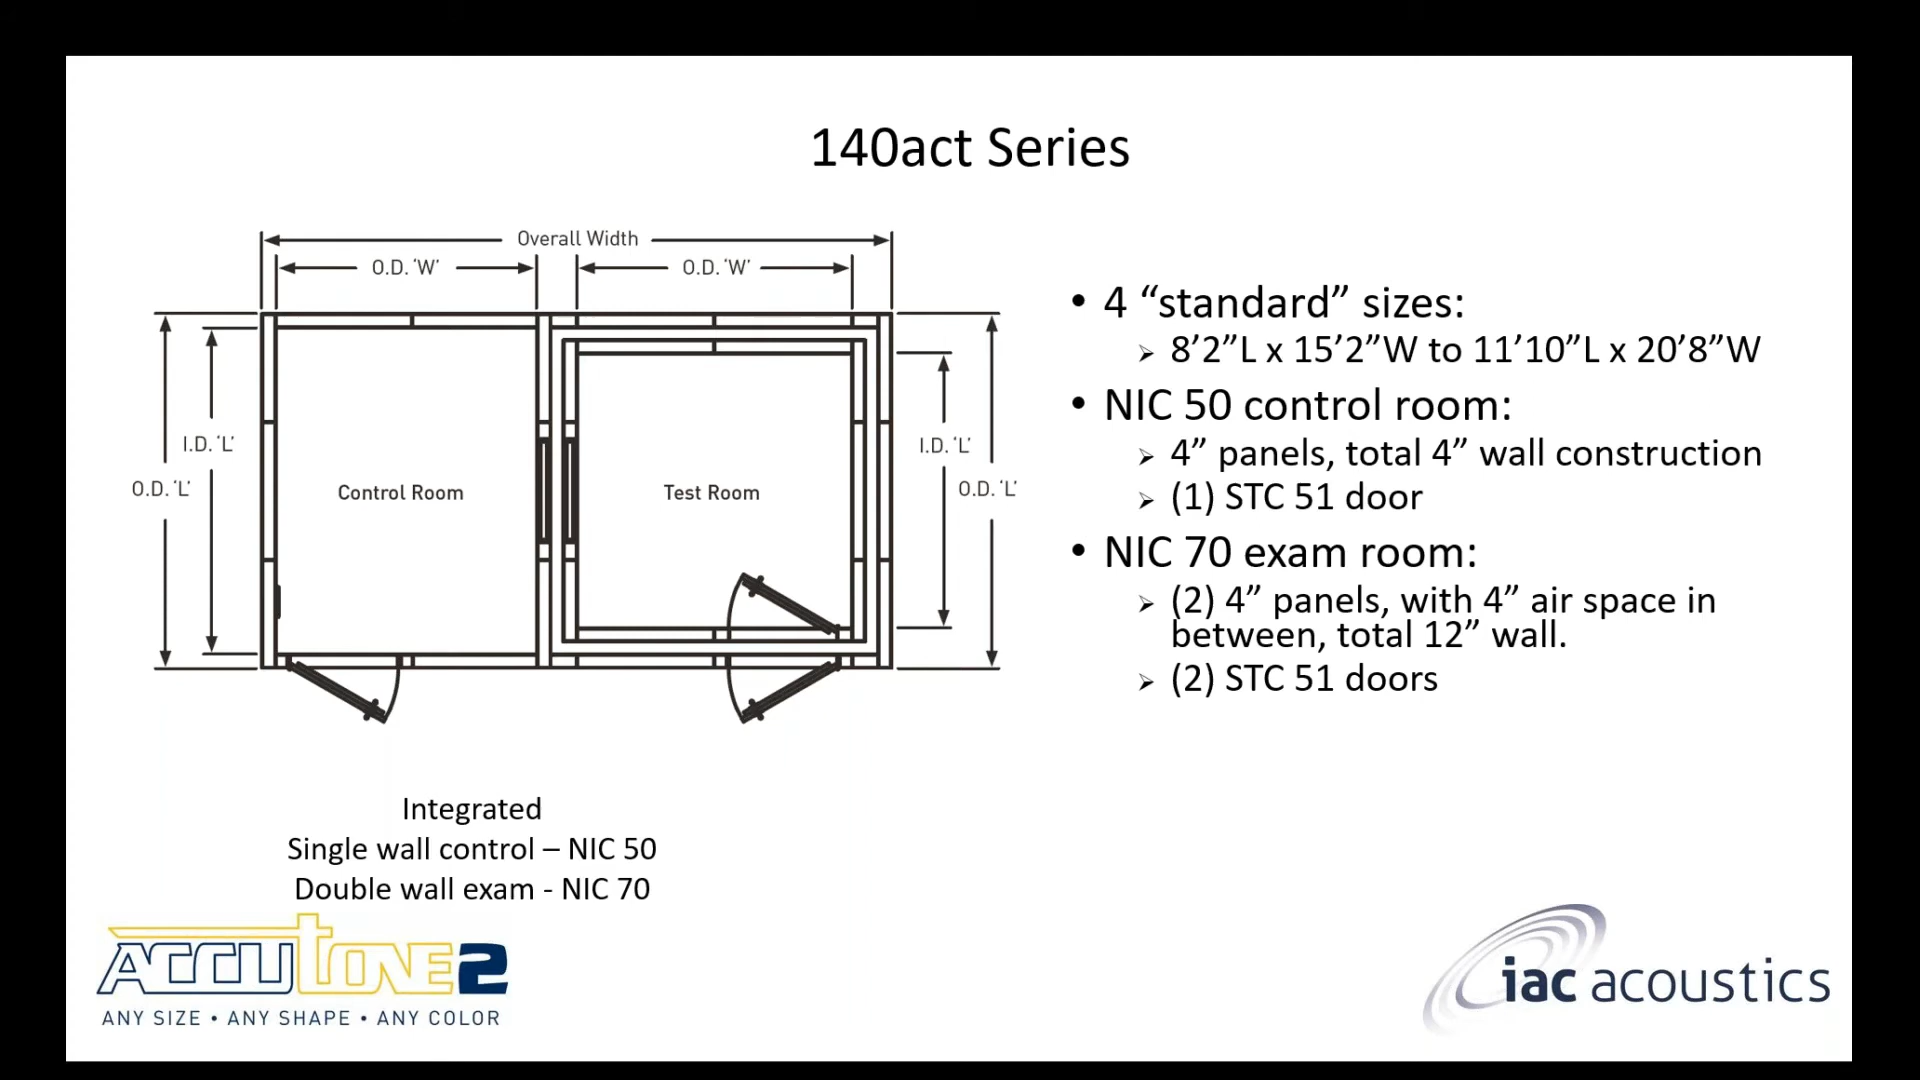 140act Series
Overall Width
O.D. ‘W’
O.D. ‘W’
I.D. ‘L’
O.D. ‘L’
Control Room
Test Room
I.D. ‘L’
O.D. ‘L’
• 4 “standard” sizes:
➢ 8’2”L x 15’2”W to 11’10”L x 20’8”W
• NIC 50 control room:
➢ 4” panels, total 4” wall construction
➢ (1) STC 51 door
• NIC 70 exam room:
➢ (2) 4” panels, with 4” air space in
between, total 12” wall.
➢ (2) STC 51 doors
Integrated
Single wall control – NIC 50
Double wall exam - NIC 70
ACCUTONE2
ANY SIZE • ANY SHAPE • ANY COLOR
iac acoustics